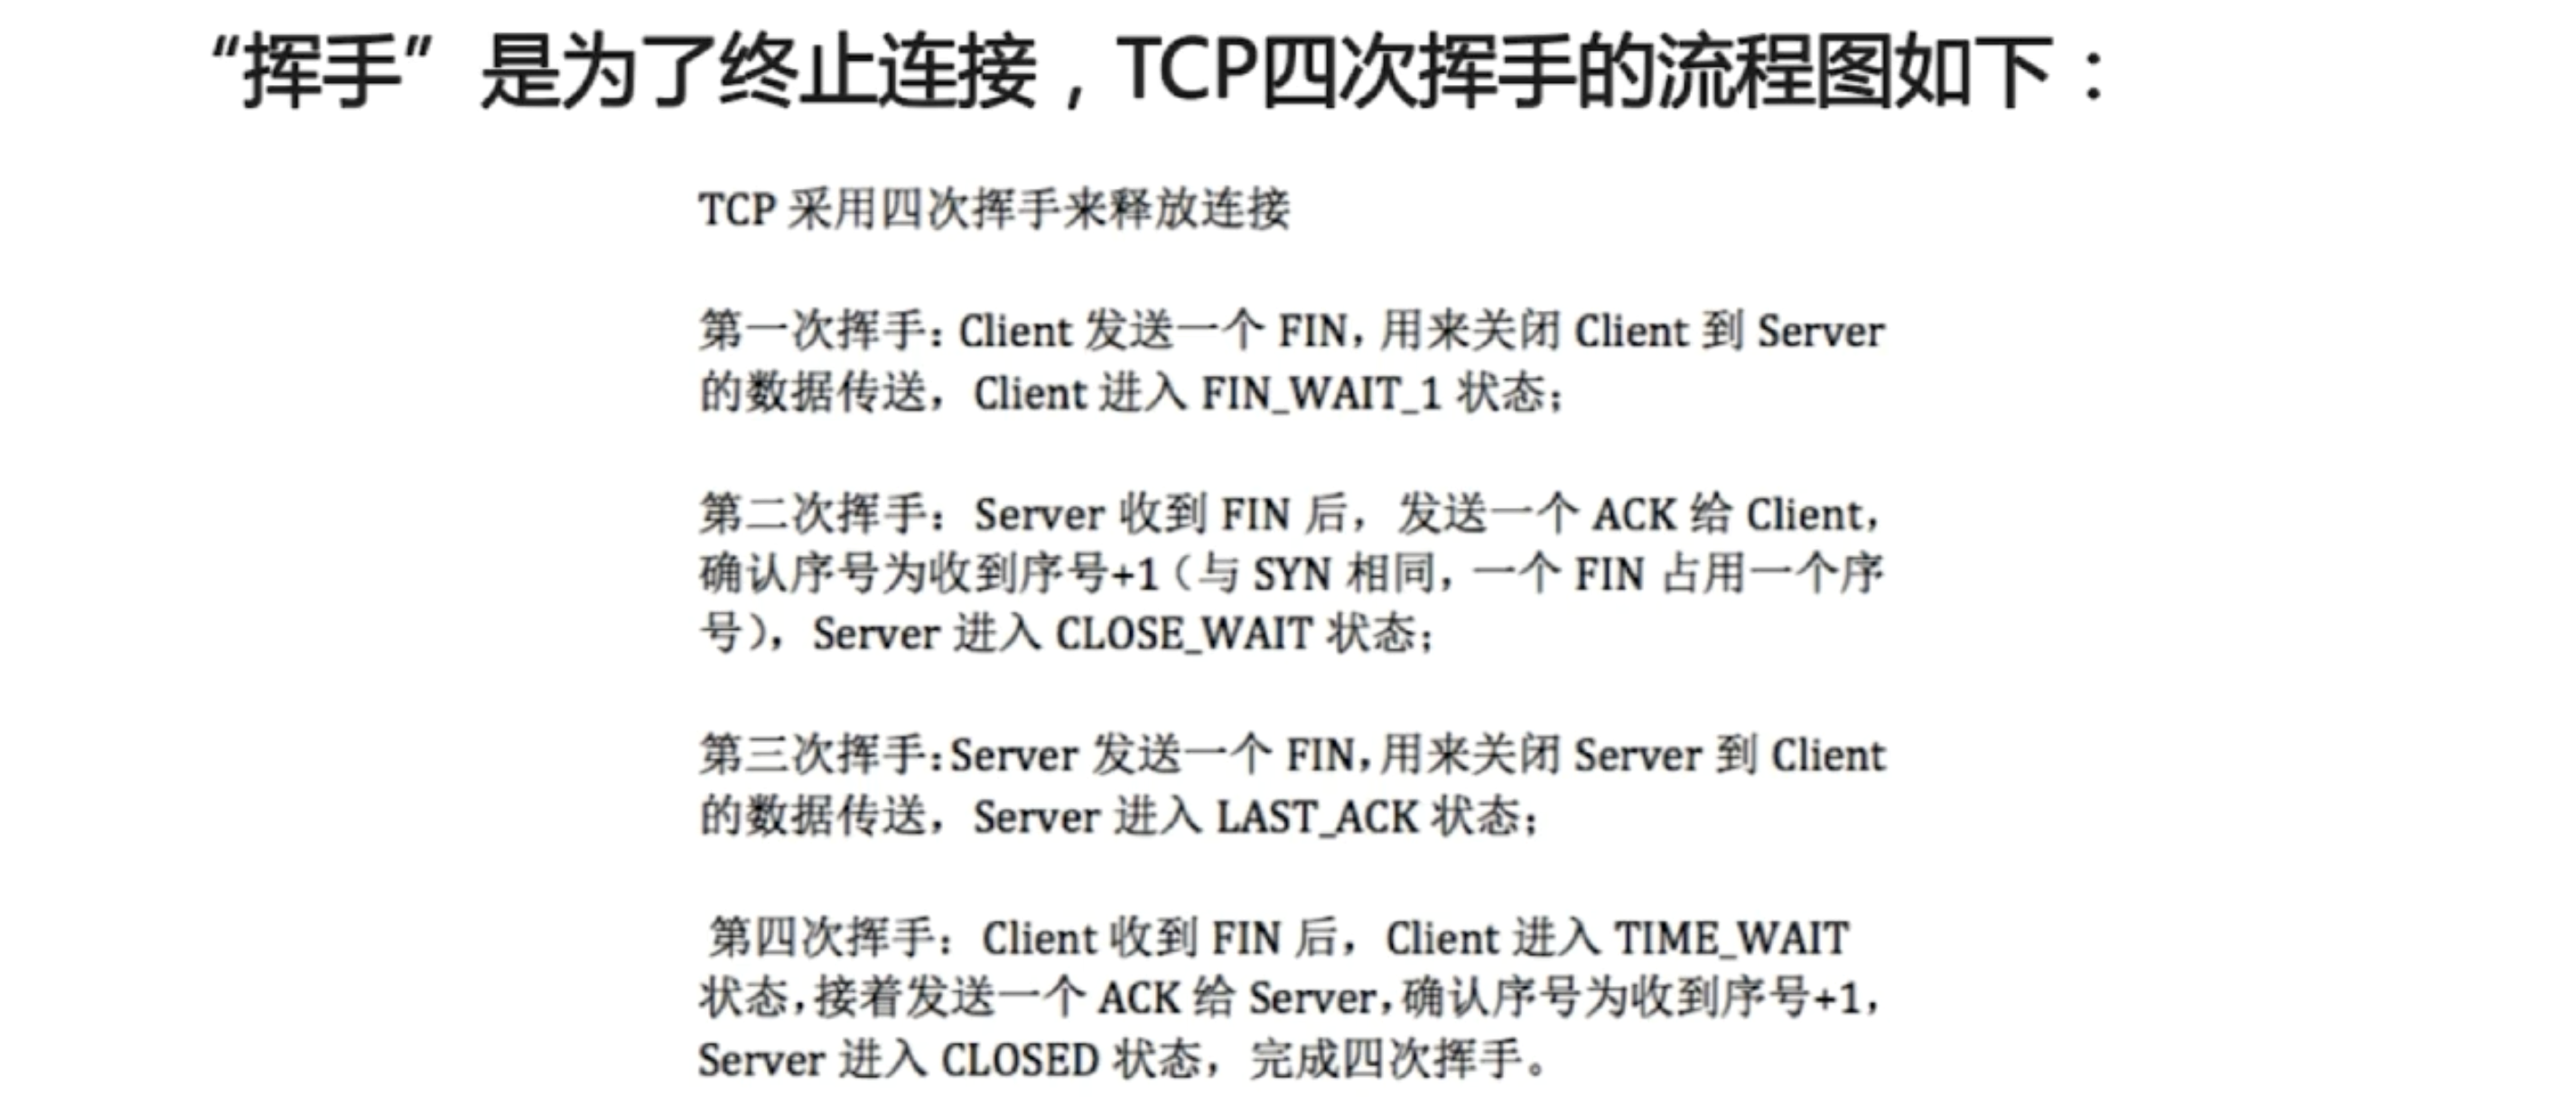 “挥手”是为了终止连接，TCP四次挥手的流程图如下：
TCP 采用四次挥手来释放连接
第一次挥手：Client 发送一个 FIN，用来关闭 Client 到 Server
的数据传送，Client 进入 FIN_WAIT_1 状态；
第二次挥手：Server 收到 FIN 后，发送一个 ACK 给 Client，
确认序号为收到序号+1（与 SYN 相同，一个 FIN 占用一个序
号），Server 进入 CLOSE_WAIT 状态；
第三次挥手：Server 发送一个 FIN，用来关闭 Server 到 Client
的数据传送，Server 进入 LAST_ACK 状态；
第四次挥手：Client 收到 FIN 后，Client 进入 TIME_WAIT
状态，接着发送一个 ACK 给 Server，确认序号为收到序号+1，
Server 进入 CLOSED 状态，完成四次挥手。